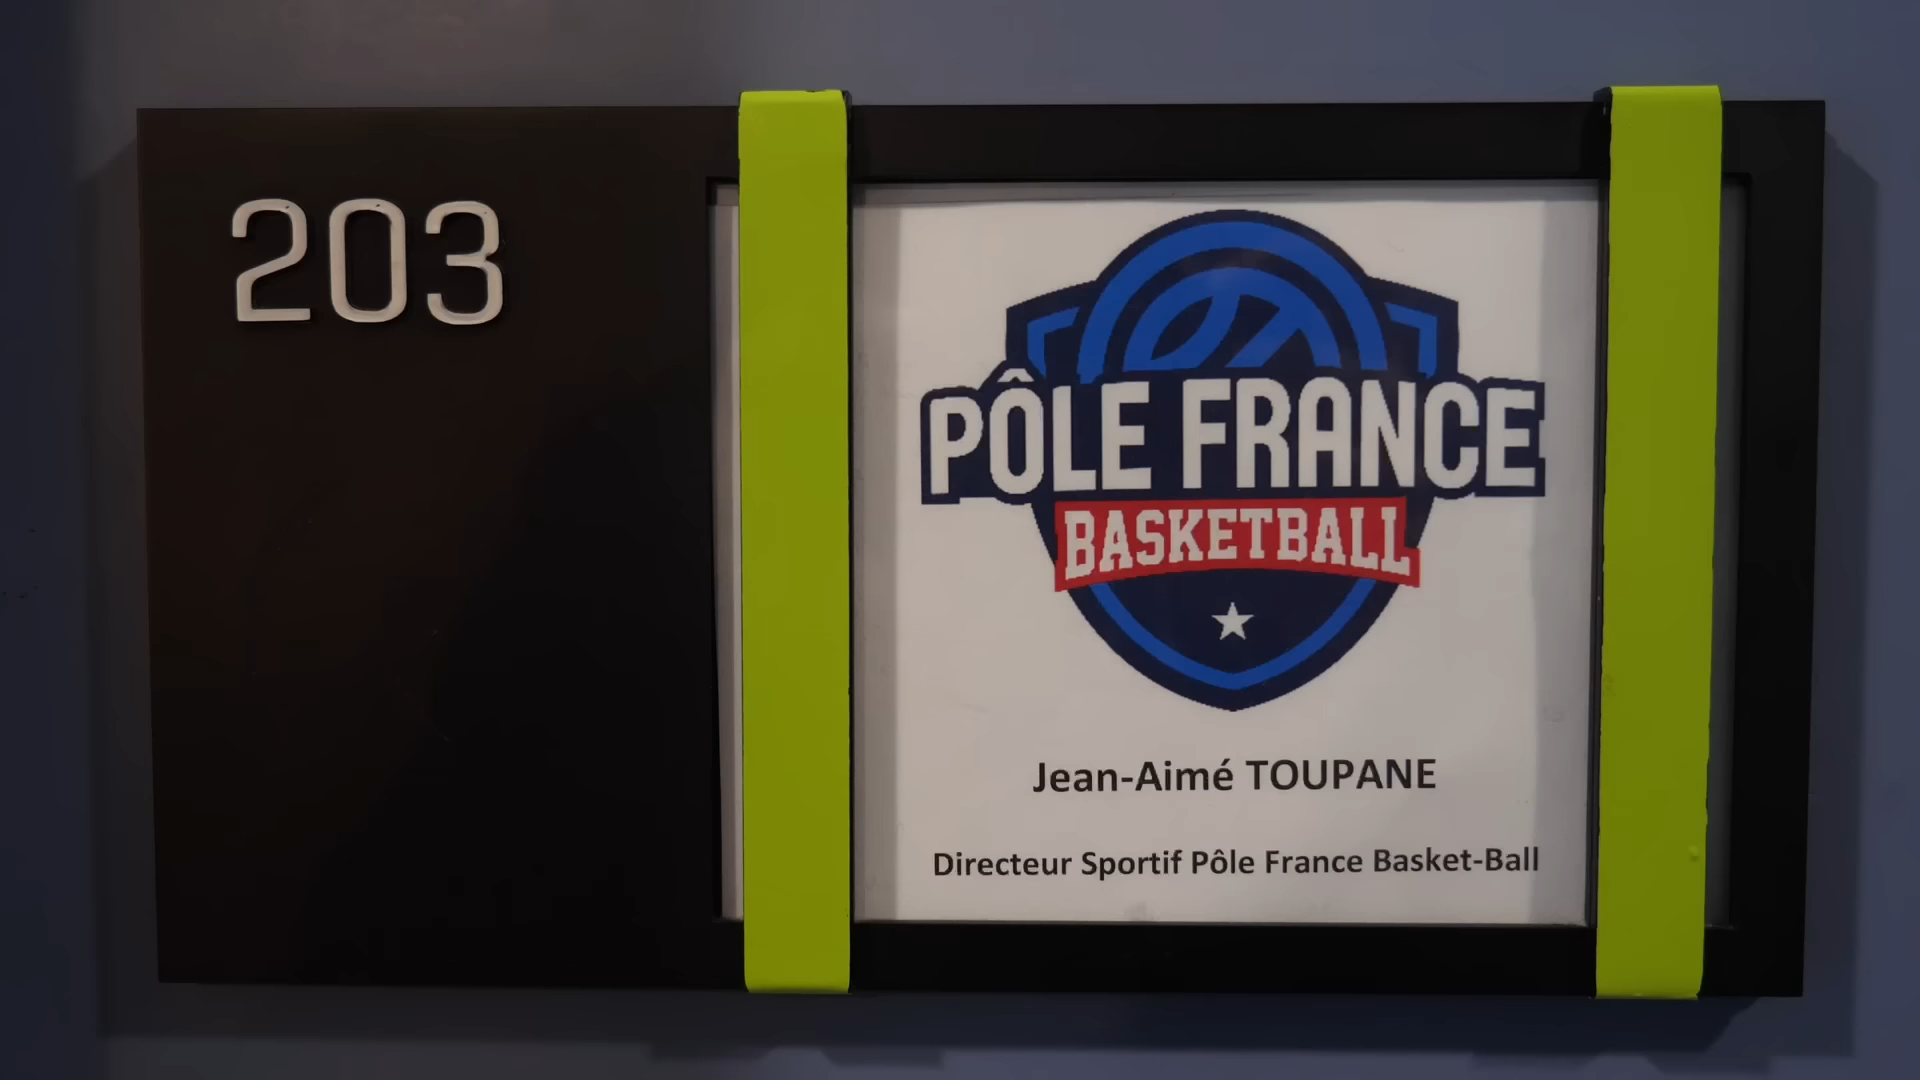 203
PÔLE FRANCE
BASKETBALL
Jean-Aimé TOUPANE
Directeur Sportif Pôle France Basket-Ball